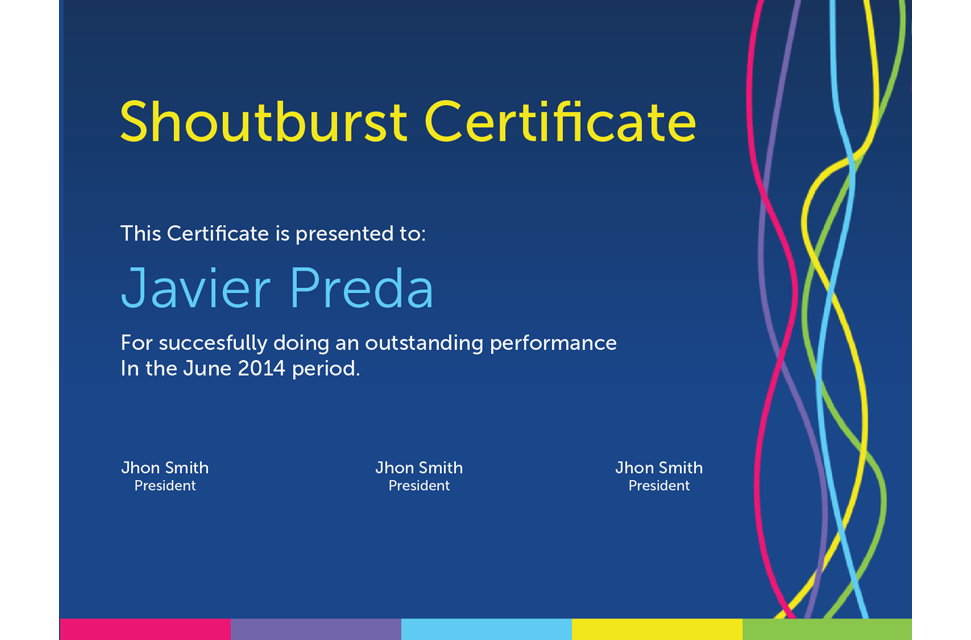 Shoutburst Certificate
This Certificate is presented to:
Javier Preda
For succesfully doing an outstanding performance
In the June 2014 period.
Jhon Smith Jhon Smith Jhon Smith
President President President